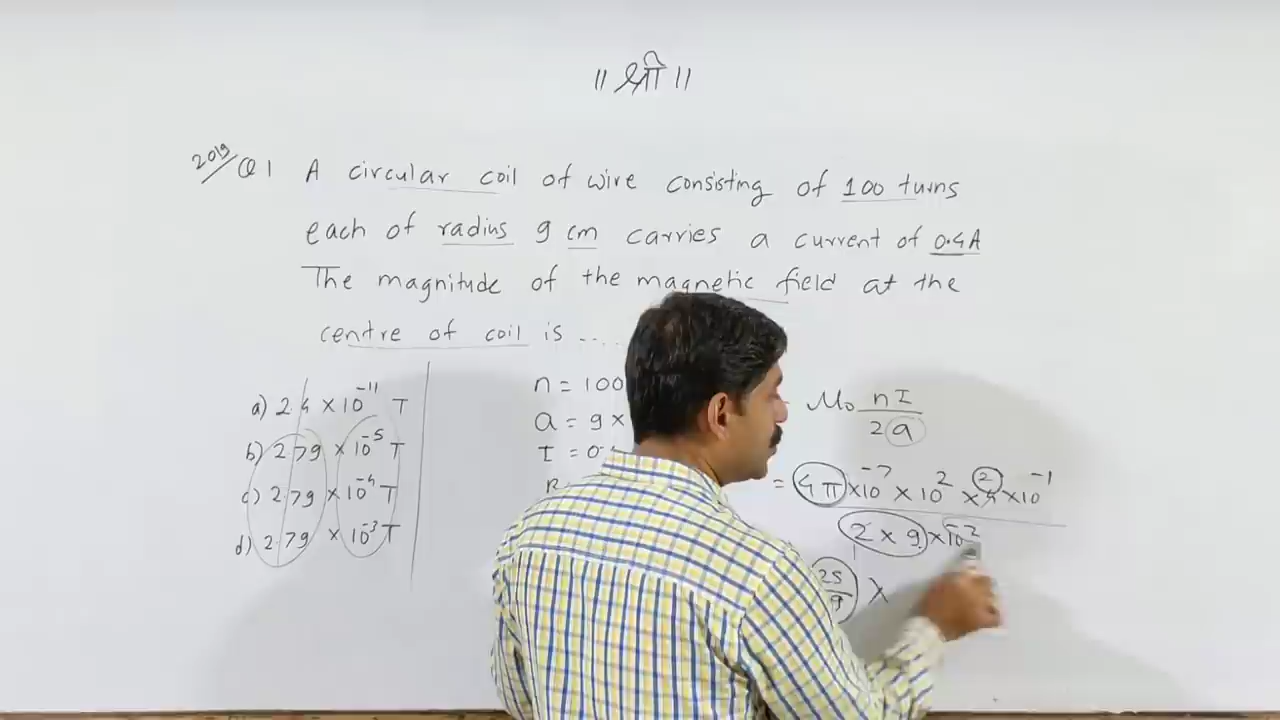 ॥ श्री ॥
2019/ Q1 A circular coil of wire consisting of 100 turns
each of radius 9 cm carries a current of 0.4A
The magnitude of the magnetic field at the
centre of coil is .....
a) 2.4 × 10⁻¹¹ T
b) 2.79 × 10⁻⁵ T
c) 2.79 × 10⁻⁴ T
d) 2.79 × 10⁻³ T
n = 100
a = 9 ×
I = 0.
μ₀ nI
2a
= 4π × 10⁻⁷ × 10² × 4 2 × 10⁻¹
2 × 9 × 10⁻²
25 ×
9